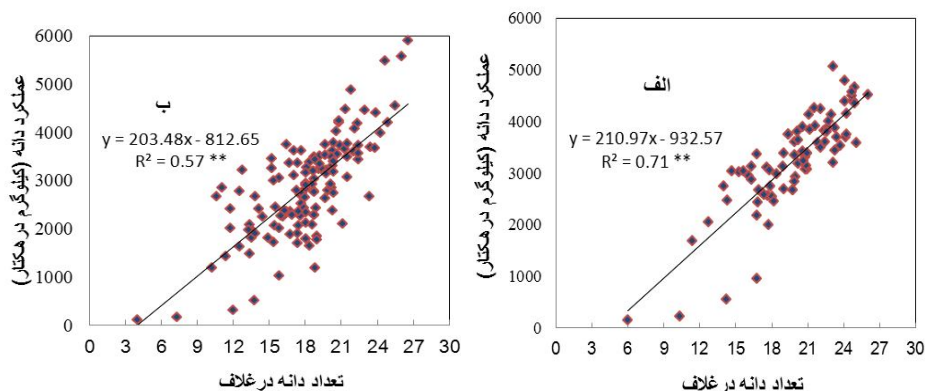 الف
y = 210.97x - 932.57
R² = 0.71 **
عملکرد دانه (کیلوگرم در هکتار)
6000
5000
4000
3000
2000
1000
0
0 3 6 9 12 15 18 21 24 27 30
تعداد دانه در غلاف
ب
y = 203.48x - 812.65
R² = 0.57 **
عملکرد دانه (کیلوگرم در هکتار)
6000
5000
4000
3000
2000
1000
0
0 3 6 9 12 15 18 21 24 27 30
تعداد دانه در غلاف